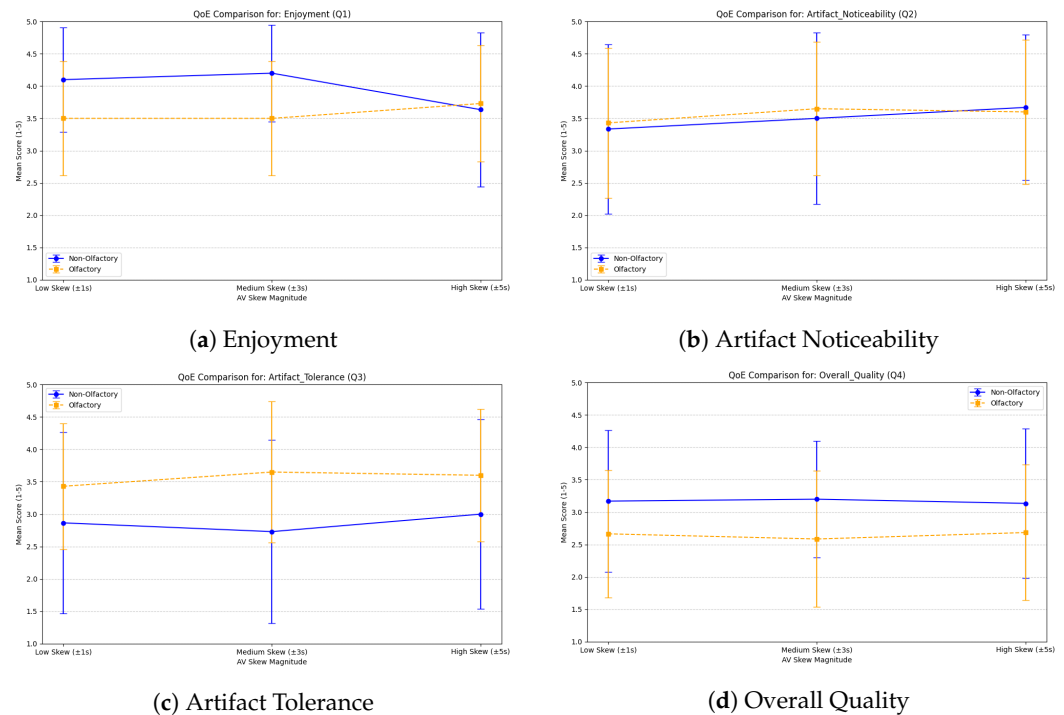 QoE Comparison for: Enjoyment (Q1)
5.0
4.5
4.0
3.5
3.0
2.5
2.0
1.5
1.0
Mean Score (1-5)
Non-Olfactory
Olfactory
Low Skew (±1s)
Medium Skew (±3s)
High Skew (±5s)
AV Skew Magnitude
(a) Enjoyment
QoE Comparison for: Artifact_Noticeability (Q2)
5.0
4.5
4.0
3.5
3.0
2.5
2.0
1.5
1.0
Mean Score (1-5)
Non-Olfactory
Olfactory
Low Skew (±1s)
Medium Skew (±3s)
High Skew (±5s)
AV Skew Magnitude
(b) Artifact Noticeability
QoE Comparison for: Artifact_Tolerance (Q3)
5.0
4.5
4.0
3.5
3.0
2.5
2.0
1.5
1.0
Mean Score (1-5)
Non-Olfactory
Olfactory
Low Skew (±1s)
Medium Skew (±3s)
High Skew (±5s)
AV Skew Magnitude
(c) Artifact Tolerance
QoE Comparison for: Overall_Quality (Q4)
5.0
4.5
4.0
3.5
3.0
2.5
2.0
1.5
1.0
Mean Score (1-5)
Non-Olfactory
Olfactory
Low Skew (±1s)
Medium Skew (±3s)
High Skew (±5s)
AV Skew Magnitude
(d) Overall Quality